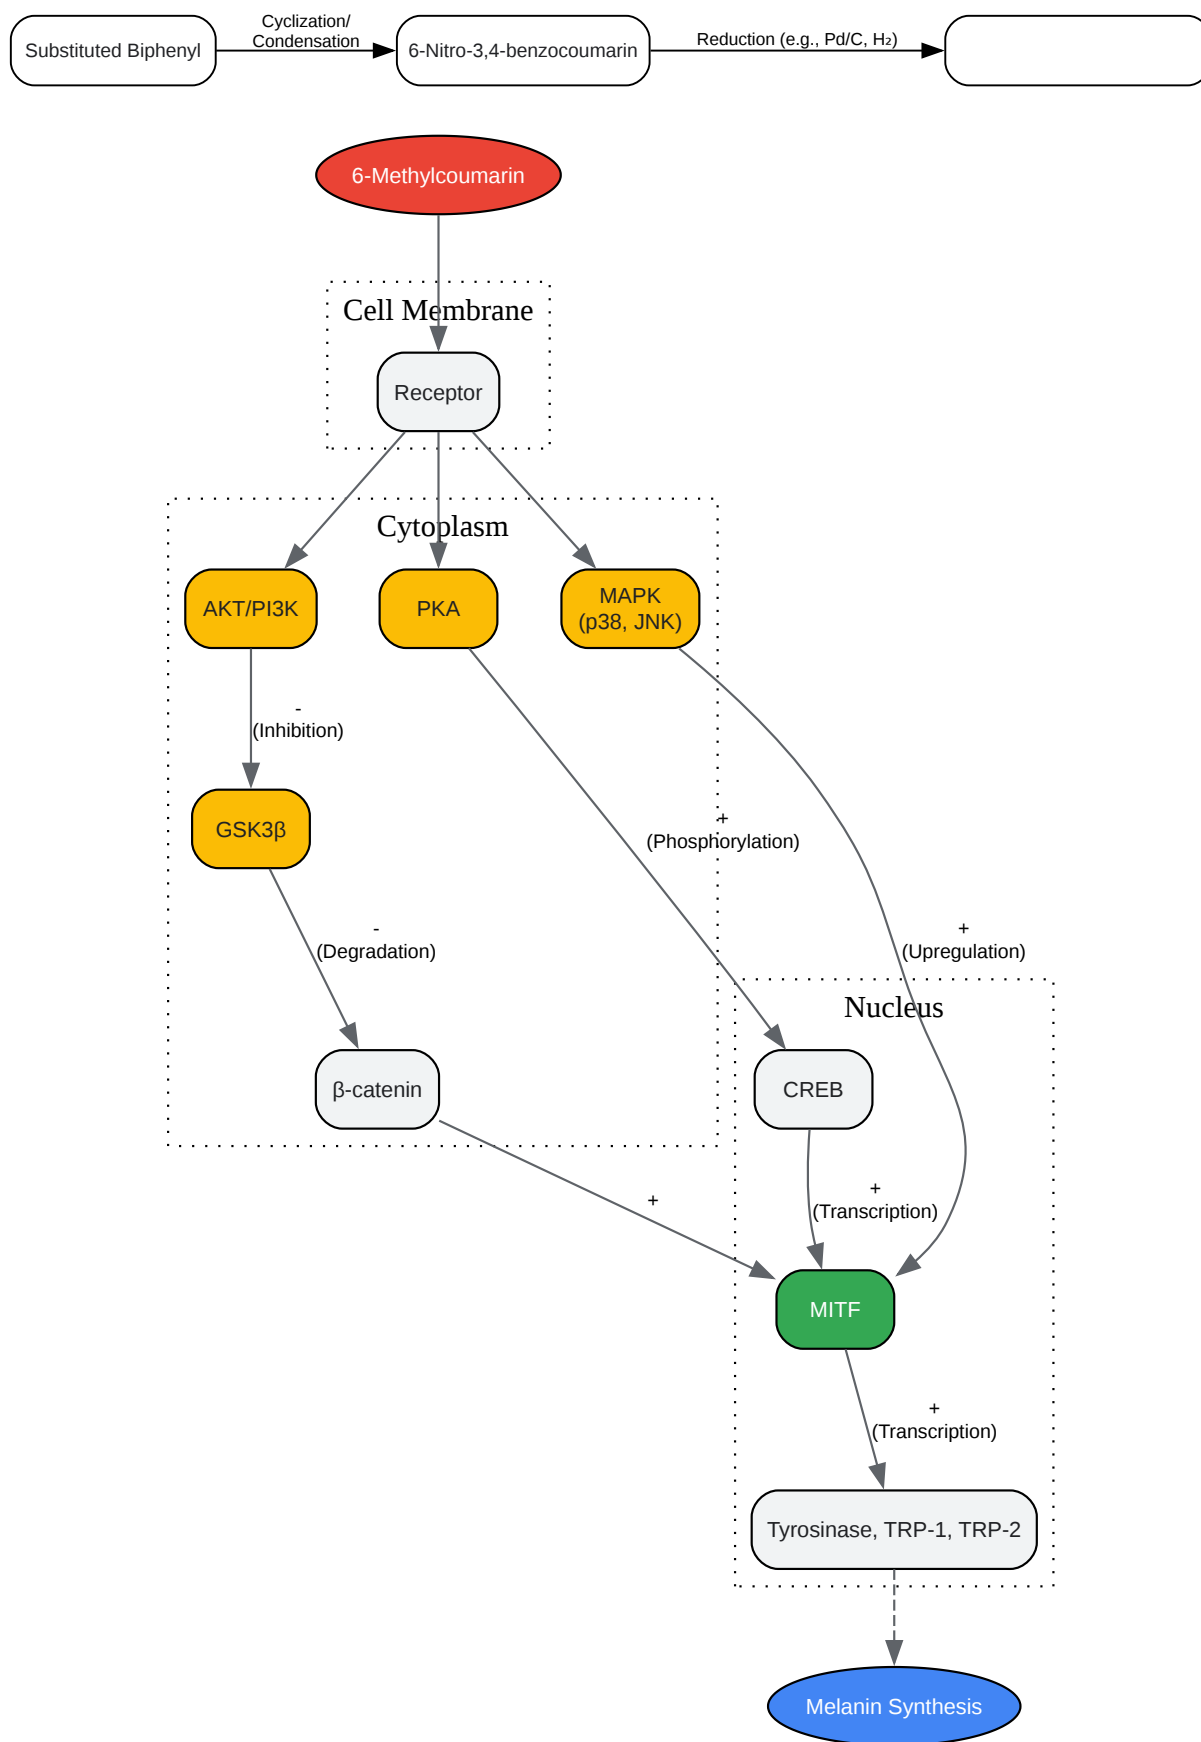 Substituted Biphenyl
Cyclization/
Condensation
6-Nitro-3,4-benzocoumarin
Reduction (e.g., Pd/C, H₂)
6-Methylcoumarin
Cell Membrane
Receptor
Cytoplasm
AKT/PI3K
PKA
MAPK
(p38, JNK)
-
(Inhibition)
GSK3β
+
(Phosphorylation)
-
(Degradation)
+
(Upregulation)
Nucleus
β-catenin
CREB
+
+
(Transcription)
MITF
+
(Transcription)
Tyrosinase, TRP-1, TRP-2
Melanin Synthesis